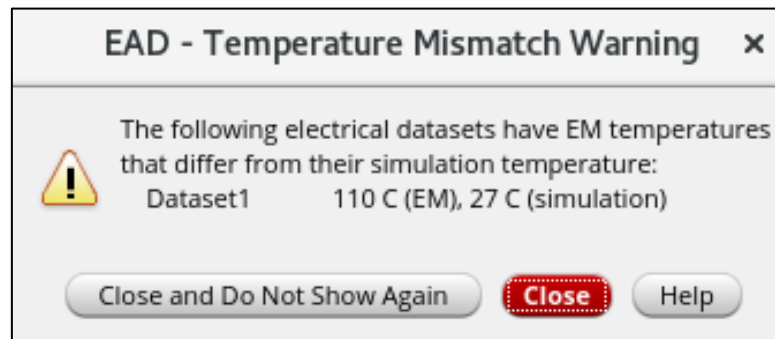 EAD - Temperature Mismatch Warning ×
The following electrical datasets have EM temperatures
that differ from their simulation temperature:
Dataset1 110 C (EM), 27 C (simulation)
Close and Do Not Show Again Close Help